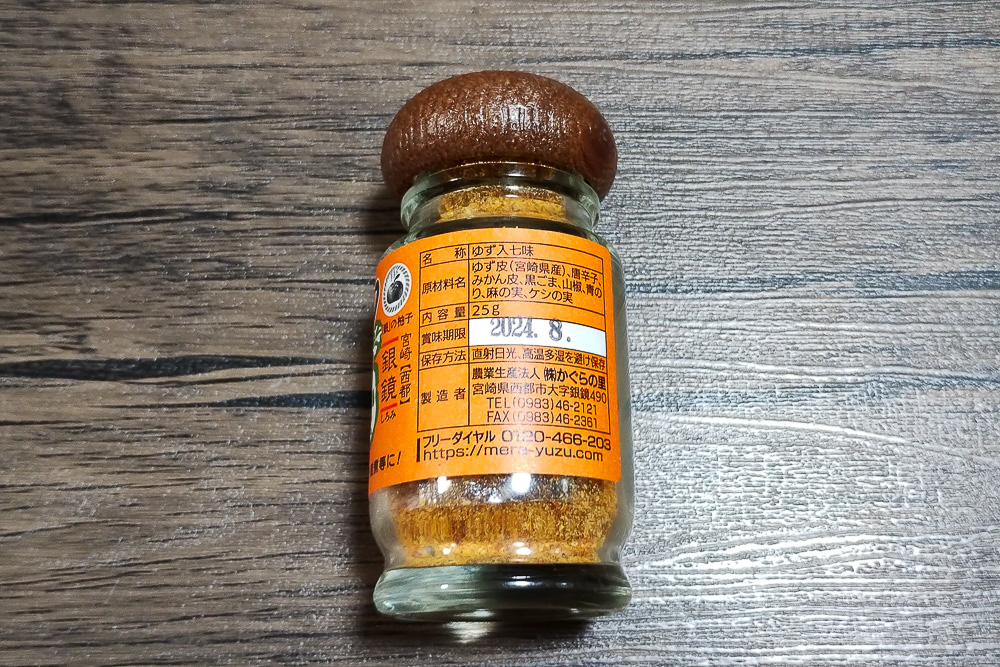 名称 ゆず入七味
原材料名 ゆず皮(宮崎県産)、唐辛子、
みかん皮、黒ごま、山椒、青の
り、麻の実、ケシの実
内容量 25g
賞味期限 2024. 8.
保存方法 直射日光、高温多湿を避け保存
製造者 農業生産法人 ㈱かぐらの里
宮崎県西都市大字銀鏡490
TEL(0983)46-2121
FAX(0983)46-2361
フリーダイヤル 0120-466-203
https://mera-yuzu.com
の柚子
宮崎【西都】
銀鏡
しろみ
等に!